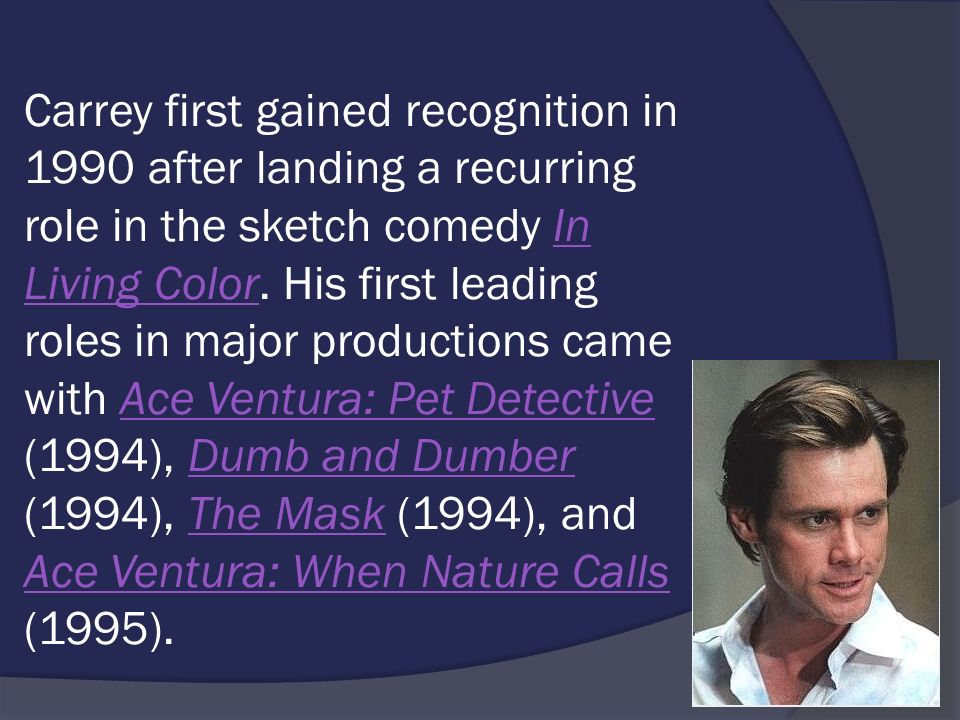 Carrey first gained recognition in
1990 after landing a recurring
role in the sketch comedy In
Living Color. His first leading
roles in major productions came
with Ace Ventura: Pet Detective
(1994), Dumb and Dumber
(1994), The Mask (1994), and
Ace Ventura: When Nature Calls
(1995).